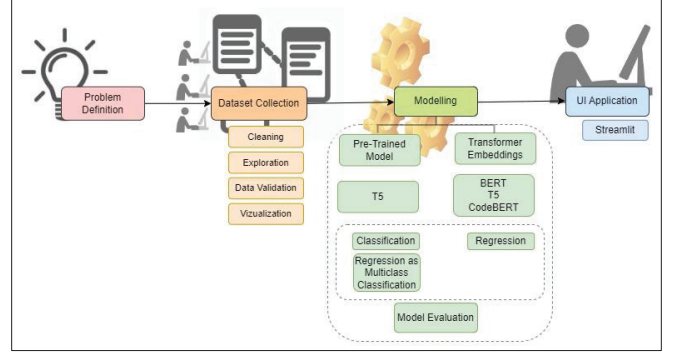 Problem
Definition
Dataset Collection
Modelling
UI Application
Cleaning
Exploration
Data Validation
Vizualization
Pre-Trained
Model
Transformer
Embeddings
T5
BERT
T5
CodeBERT
Classification
Regression
Regression as
Multiclass
Classification
Model Evaluation
Streamlit